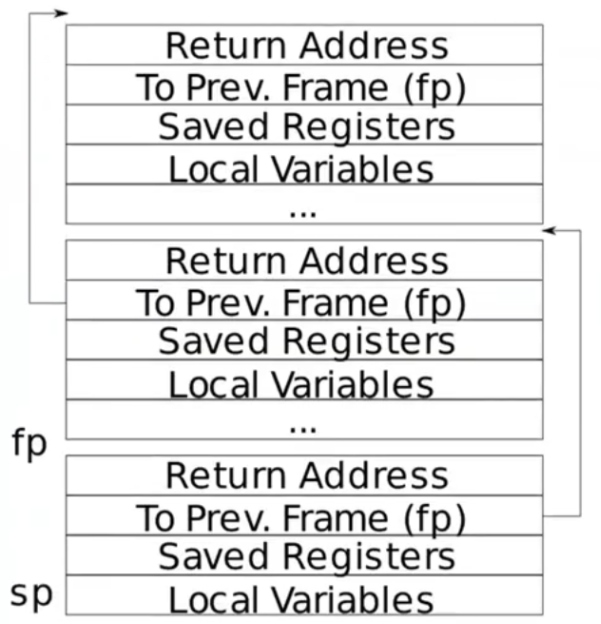 Return Address
To Prev. Frame (fp)
Saved Registers
Local Variables
...
Return Address
To Prev. Frame (fp)
Saved Registers
Local Variables
...
fp
Return Address
To Prev. Frame (fp)
Saved Registers
sp
Local Variables